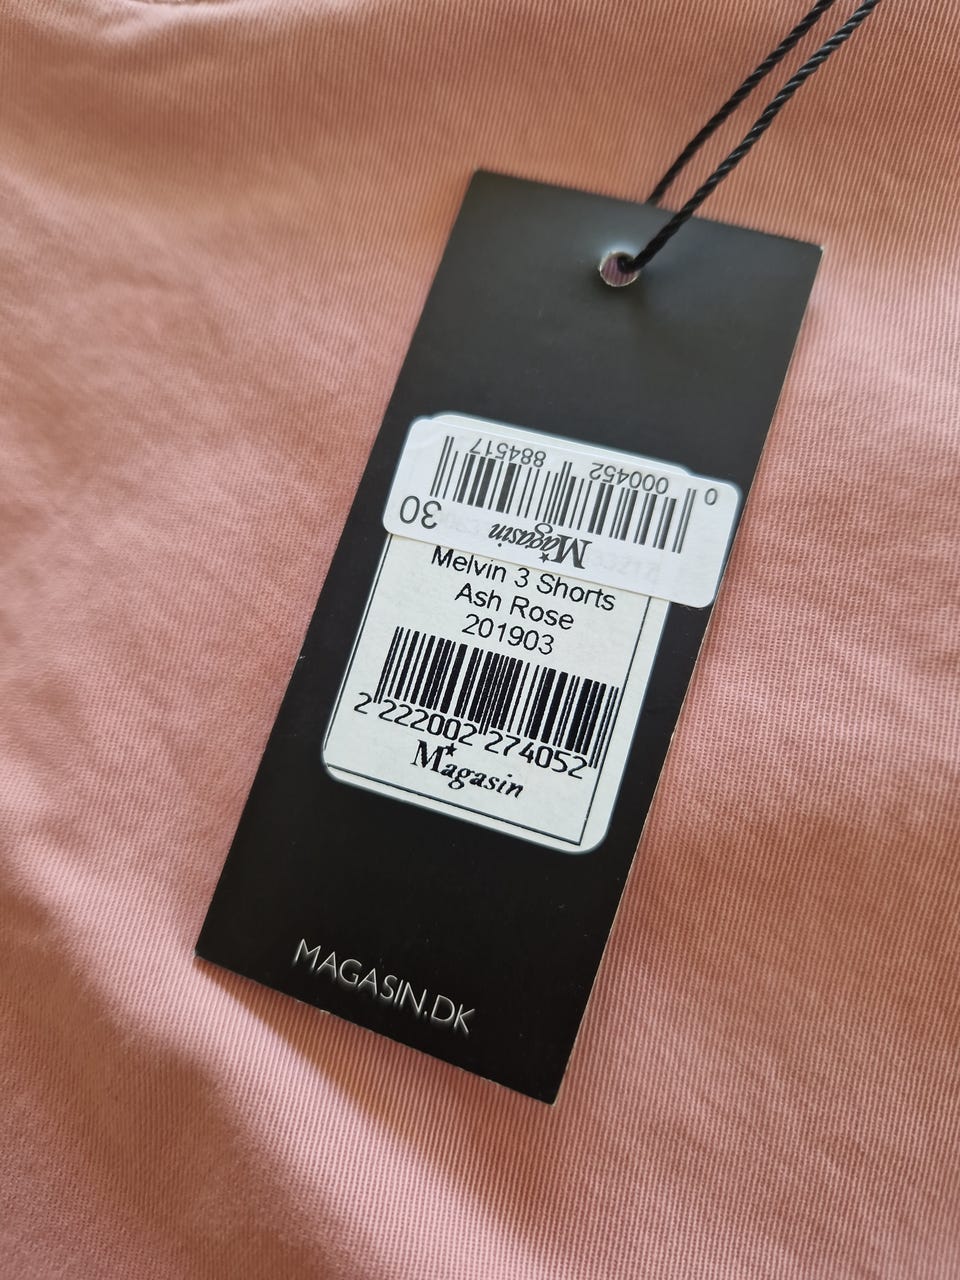 0 000452 884517
30
Magasin
Melvin 3 Shorts
Ash Rose
201903
2 222002 274052
Magasin
MAGASIN.DK